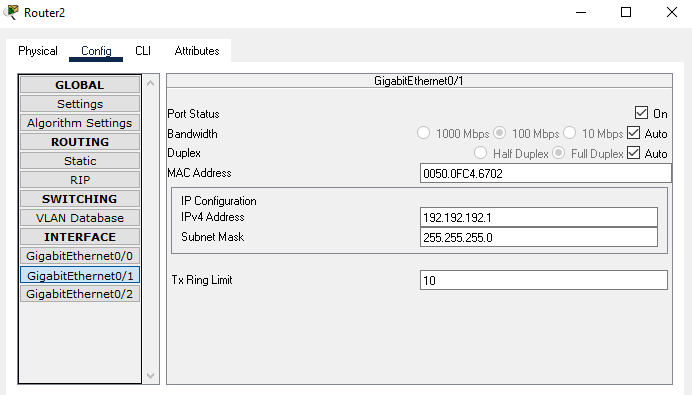 Router2
Physical Config CLI Attributes
GLOBAL
Settings
Algorithm Settings
ROUTING
Static
RIP
SWITCHING
VLAN Database
INTERFACE
GigabitEthernet0/0
GigabitEthernet0/1
GigabitEthernet0/2
GigabitEthernet0/1
Port Status On
Bandwidth 1000 Mbps 100 Mbps 10 Mbps Auto
Duplex Half Duplex Full Duplex Auto
MAC Address 0050.0FC4.6702
IP Configuration
IPv4 Address 192.192.192.1
Subnet Mask 255.255.255.0
Tx Ring Limit 10